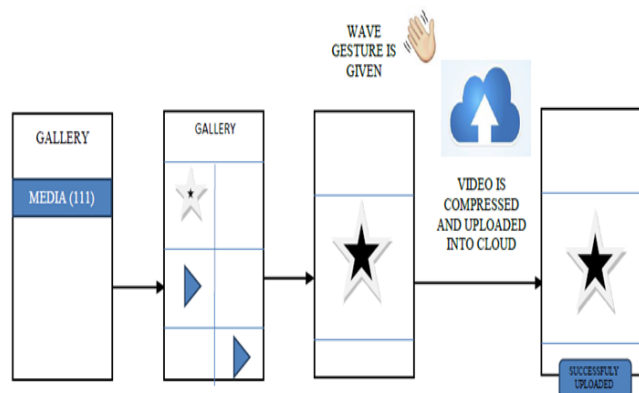 GALLERY
MEDIA (111)
GALLERY
WAVE
GESTURE IS
GIVEN
VIDEO IS
COMPRESSED
AND UPLOADED
INTO CLOUD
SUCCESSFULY
UPLOADED